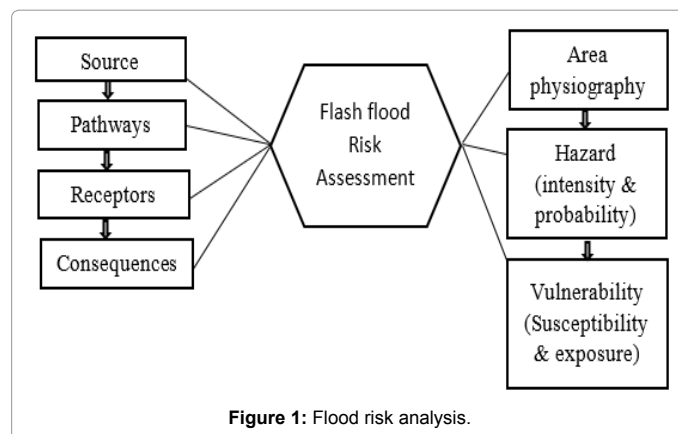 Source
Pathways
Receptors
Consequences
Flash flood
Risk
Assessment
Area
physiography
Hazard
(intensity &
probability)
Vulnerability
(Susceptibility
& exposure)
Figure 1: Flood risk analysis.